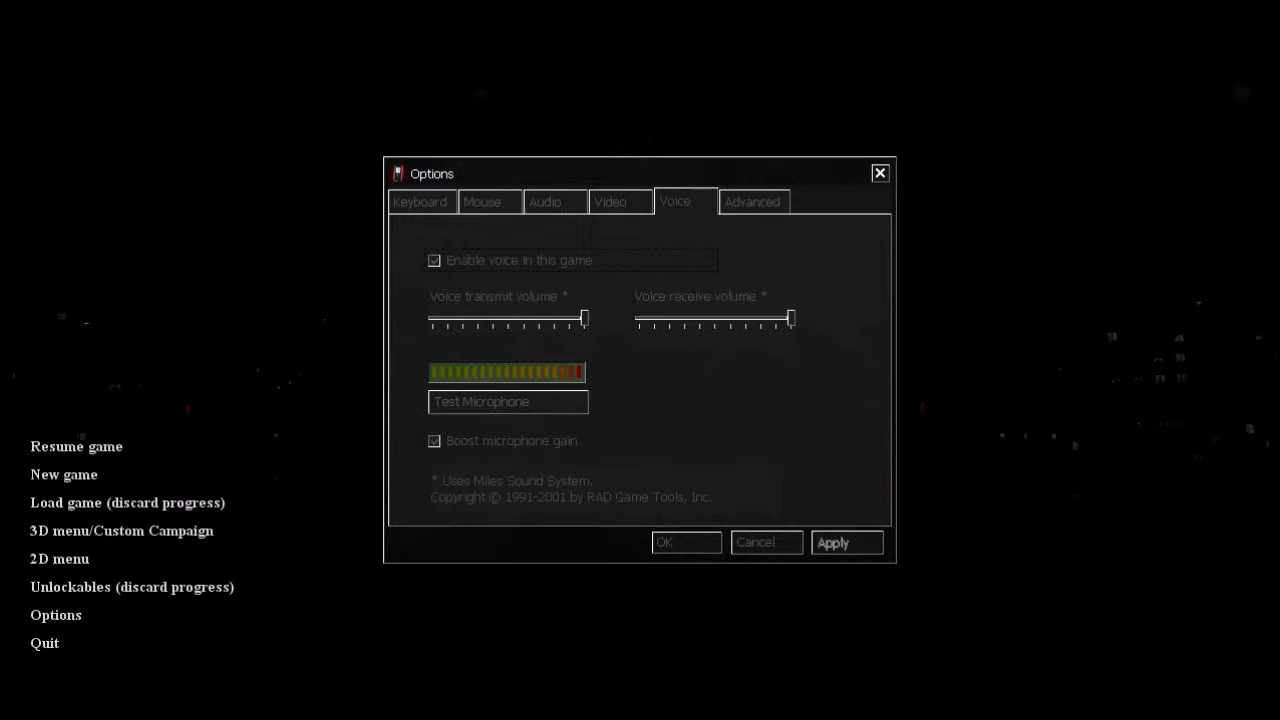 Options
Keyboard Mouse Audio Video Voice Advanced
Enable voice in this game
Voice transmit volume * Voice receive volume *
Test Microphone
Boost microphone gain
* Uses Miles Sound System.
Copyright © 1991-2001 by RAD Game Tools, Inc.
OK Cancel Apply
Resume game
New game
Load game (discard progress)
3D menu/Custom Campaign
2D menu
Unlockables (discard progress)
Options
Quit